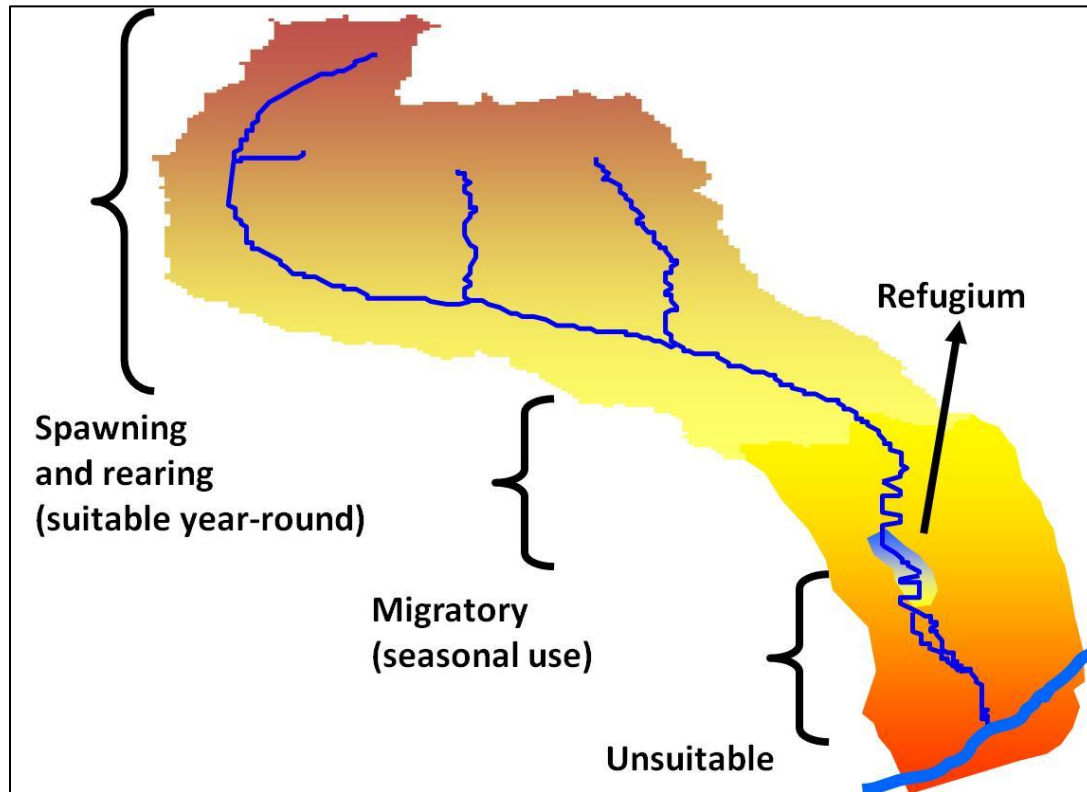 Refugium
Spawning
and rearing
(suitable year-round)
Migratory
(seasonal use)
Unsuitable